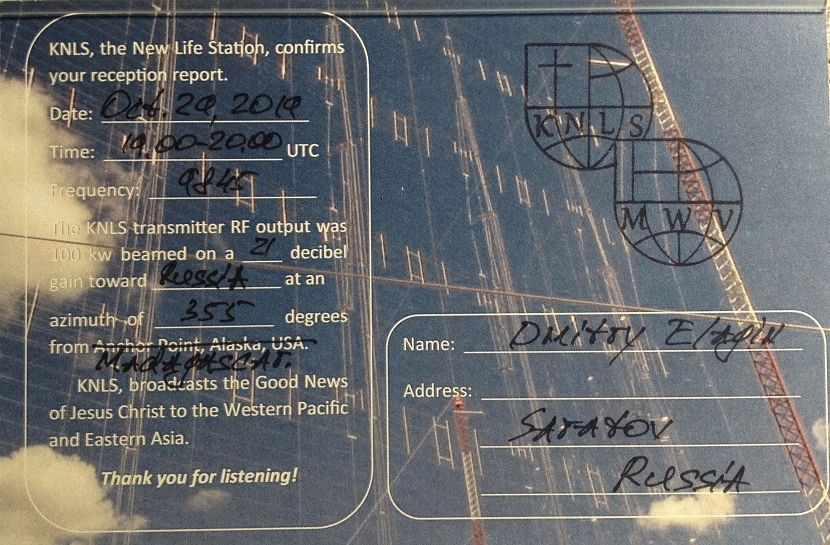 KNLS, the New Life Station, confirms
your reception report.
Date: Oct. 29, 2019
Time: 19.00-20.00 UTC
Frequency: 9845
The KNLS transmitter RF output was
100 kw beamed on a 21 decibel
gain toward Russia at an
azimuth of 355 degrees
from Anchor Point, Alaska, USA.
Madagascar.
KNLS, broadcasts the Good News
of Jesus Christ to the Western Pacific
and Eastern Asia.
Thank you for listening!
KNLS
MWV
Name: Dmitry Elagin
Address:
Saratov
Russia